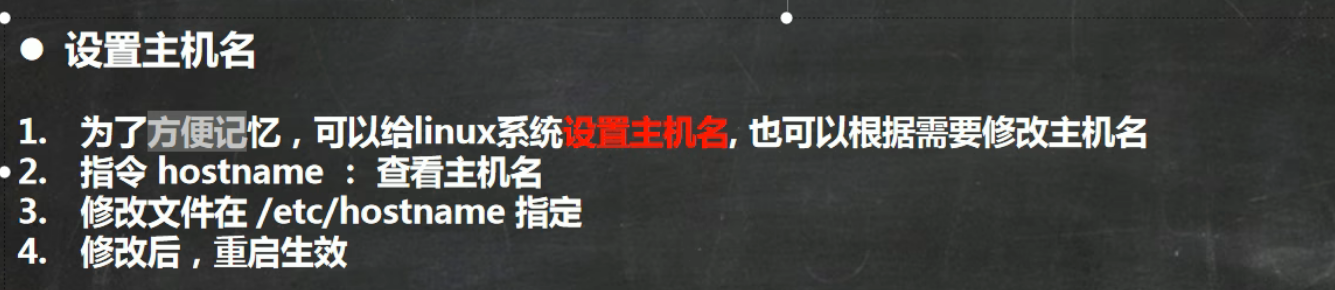 ● 设置主机名
1. 为了方便记忆，可以给linux系统设置主机名, 也可以根据需要修改主机名
2. 指令 hostname ： 查看主机名
3. 修改文件在 /etc/hostname 指定
4. 修改后，重启生效